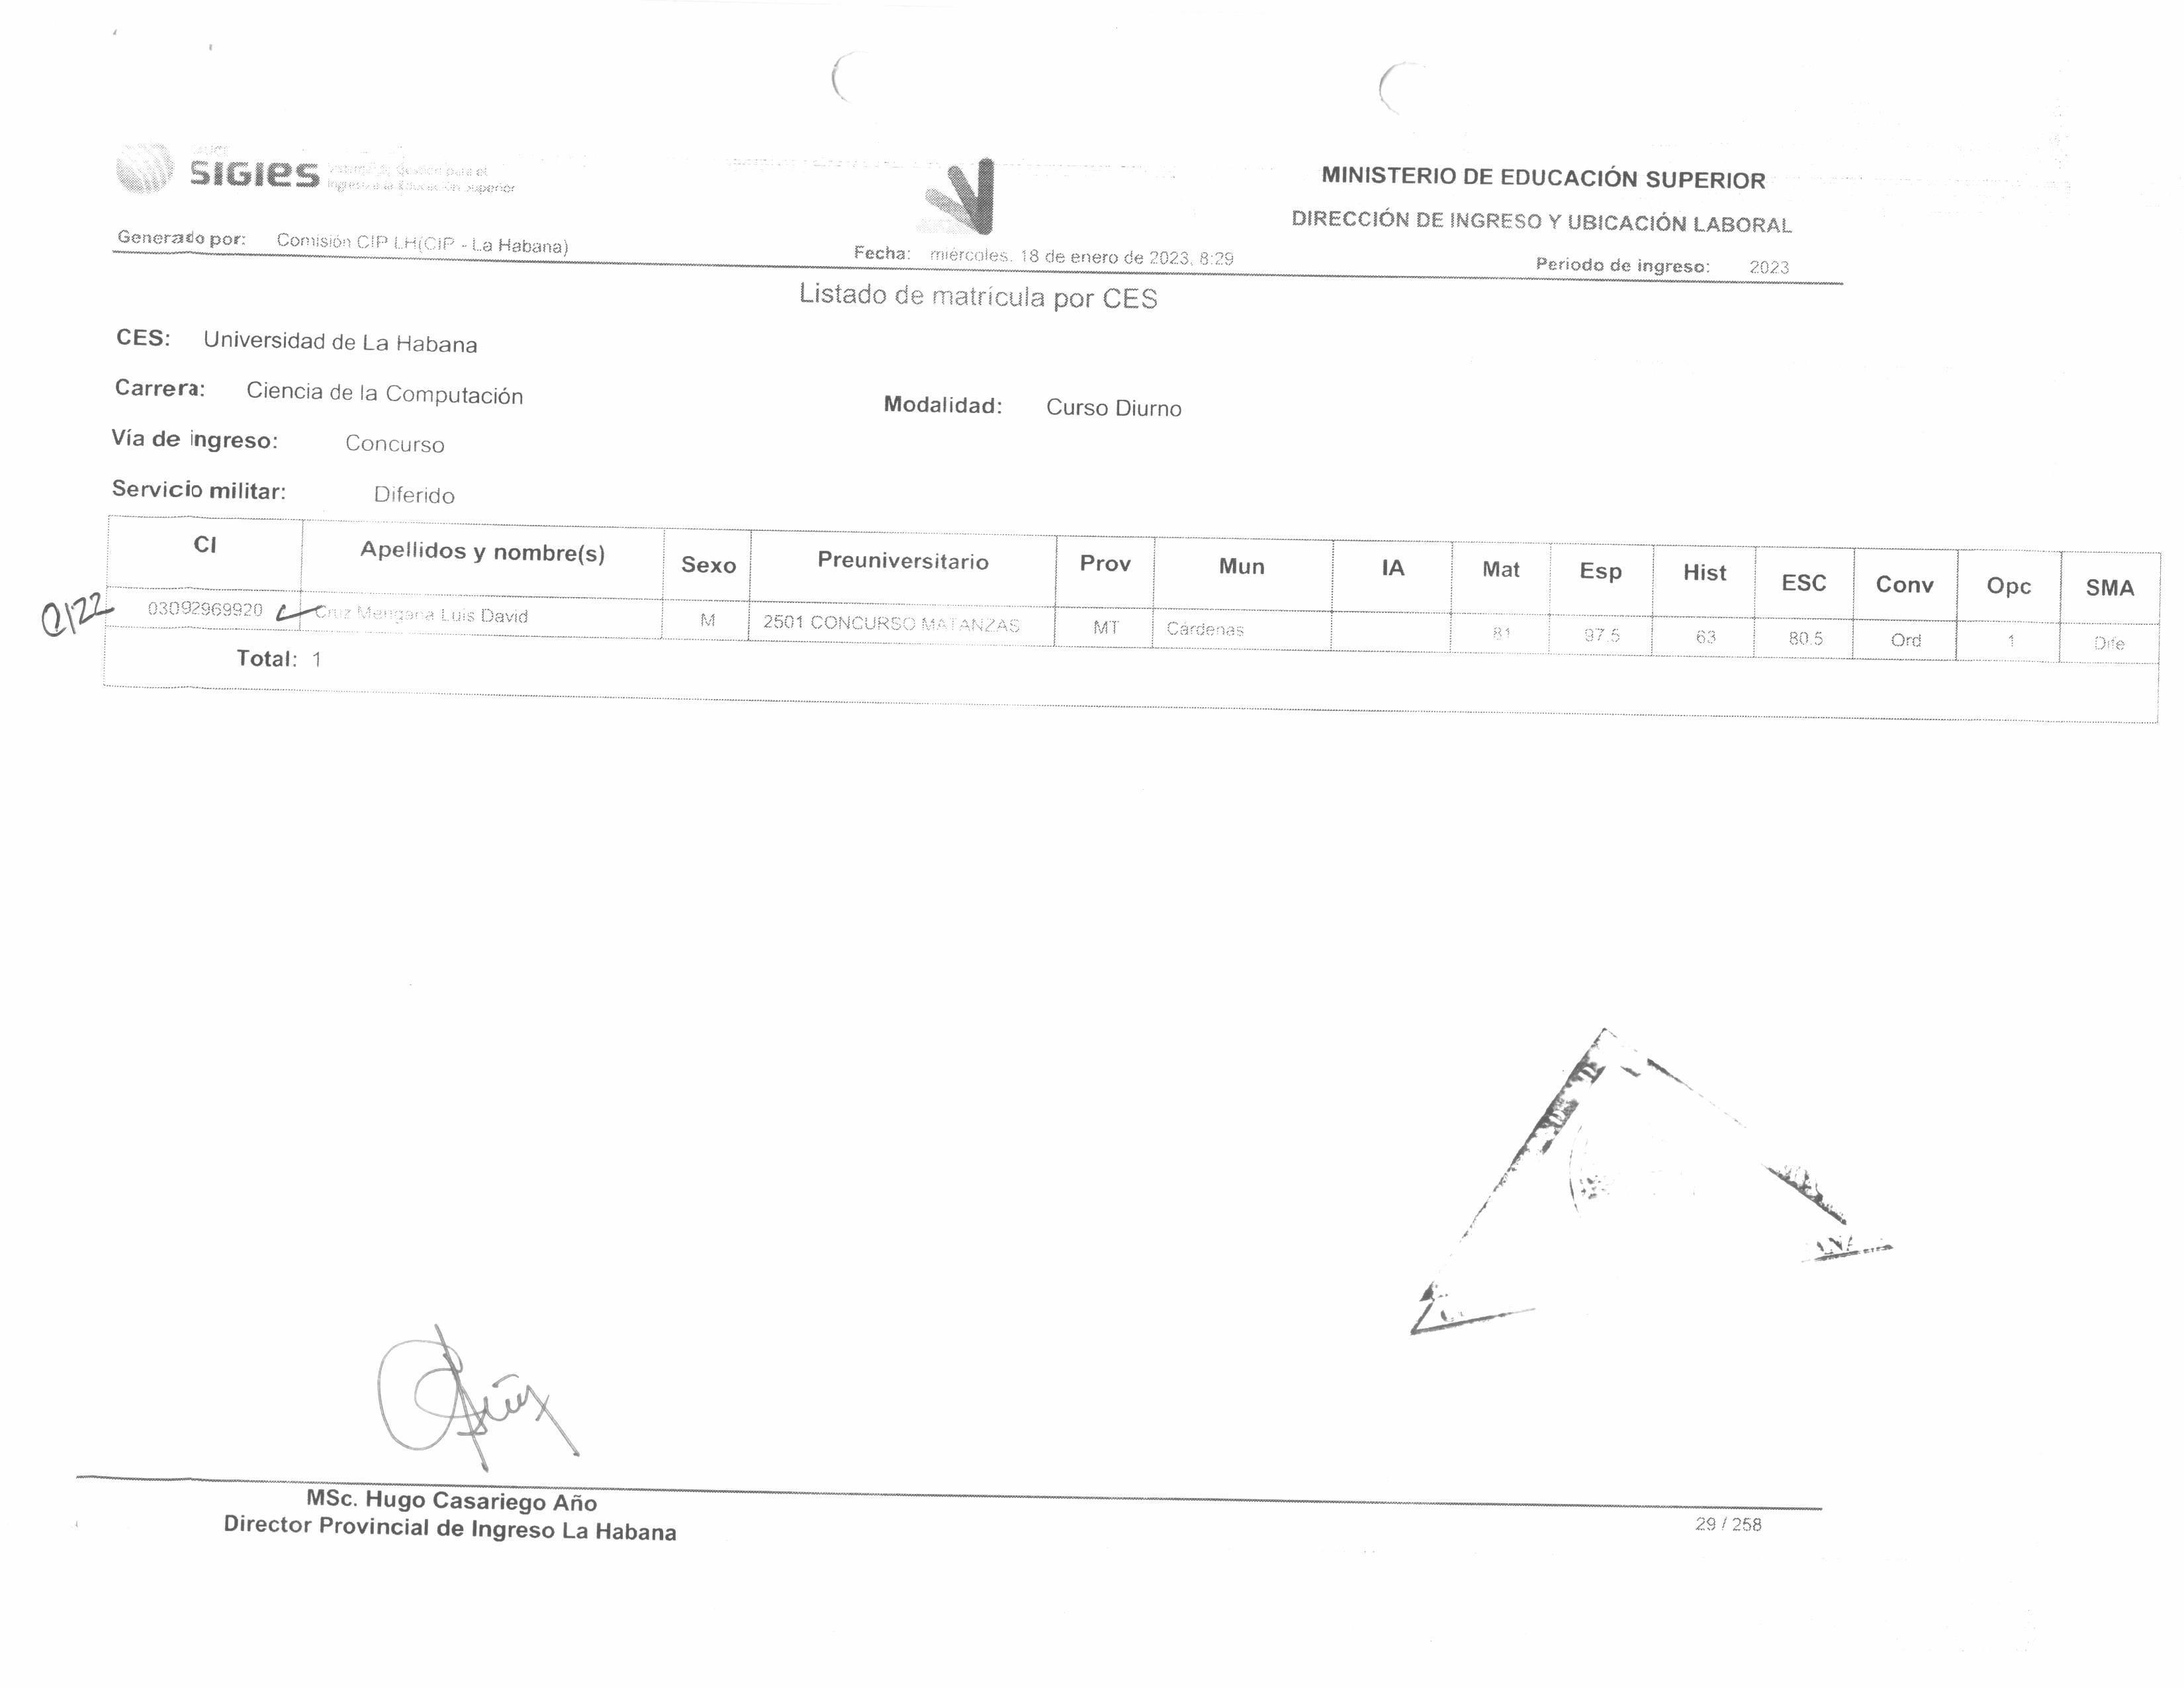 SIGIES
Ingreso a la Educación Superior
MINISTERIO DE EDUCACIÓN SUPERIOR
DIRECCIÓN DE INGRESO Y UBICACIÓN LABORAL
Generado por: Comisión CIP LH(CIP - La Habana)
Fecha: miércoles, 18 de enero de 2023, 8:29
Periodo de ingreso: 2023
Listado de matrícula por CES
CES: Universidad de La Habana
Carrera: Ciencia de la Computación
Modalidad: Curso Diurno
Vía de ingreso: Concurso
Servicio militar: Diferido
CI Apellidos y nombre(s) Sexo Preuniversitario Prov Mun IA Mat Esp Hist ESC Conv Opc SMA
03092969920 Cruz Mengana Luis David M 2501 CONCURSO MATANZAS MT Cárdenas 81 97.5 63 80.5 Ord 1 Dife
Total: 1
MSc. Hugo Casariego Año
Director Provincial de Ingreso La Habana
29 / 258